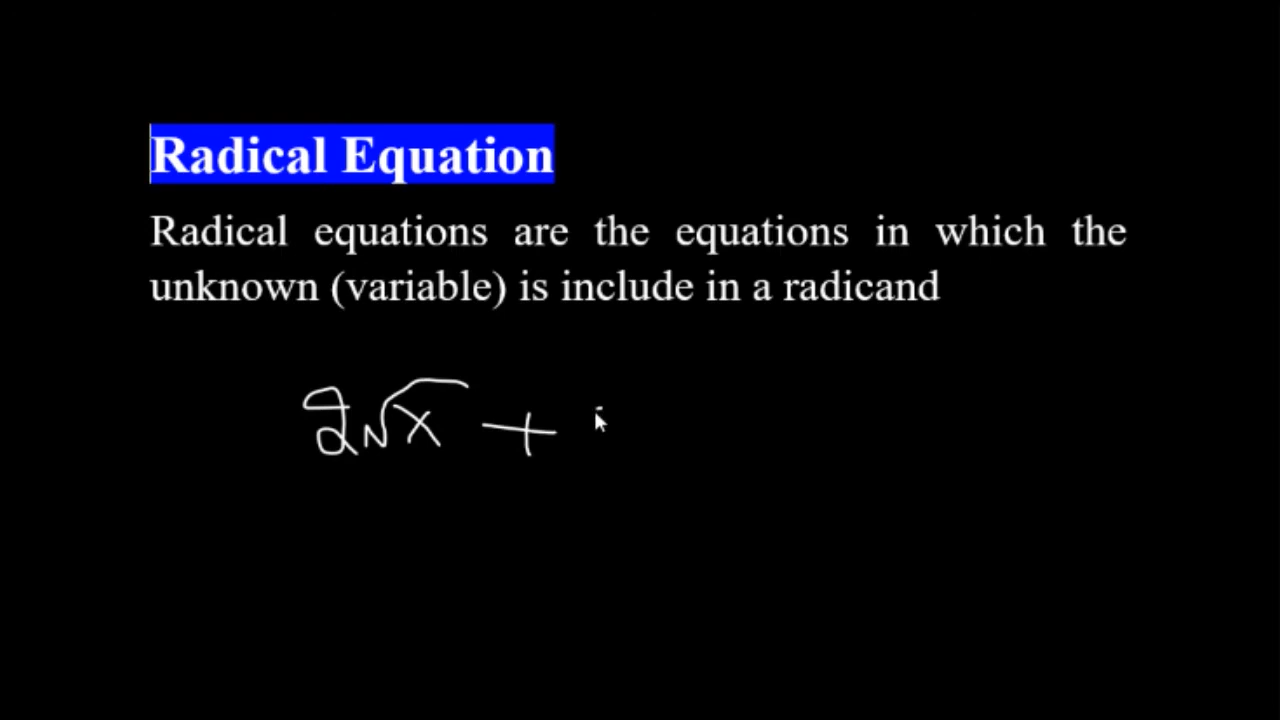 Radical Equation
Radical equations are the equations in which the
unknown (variable) is include in a radicand
2√x +